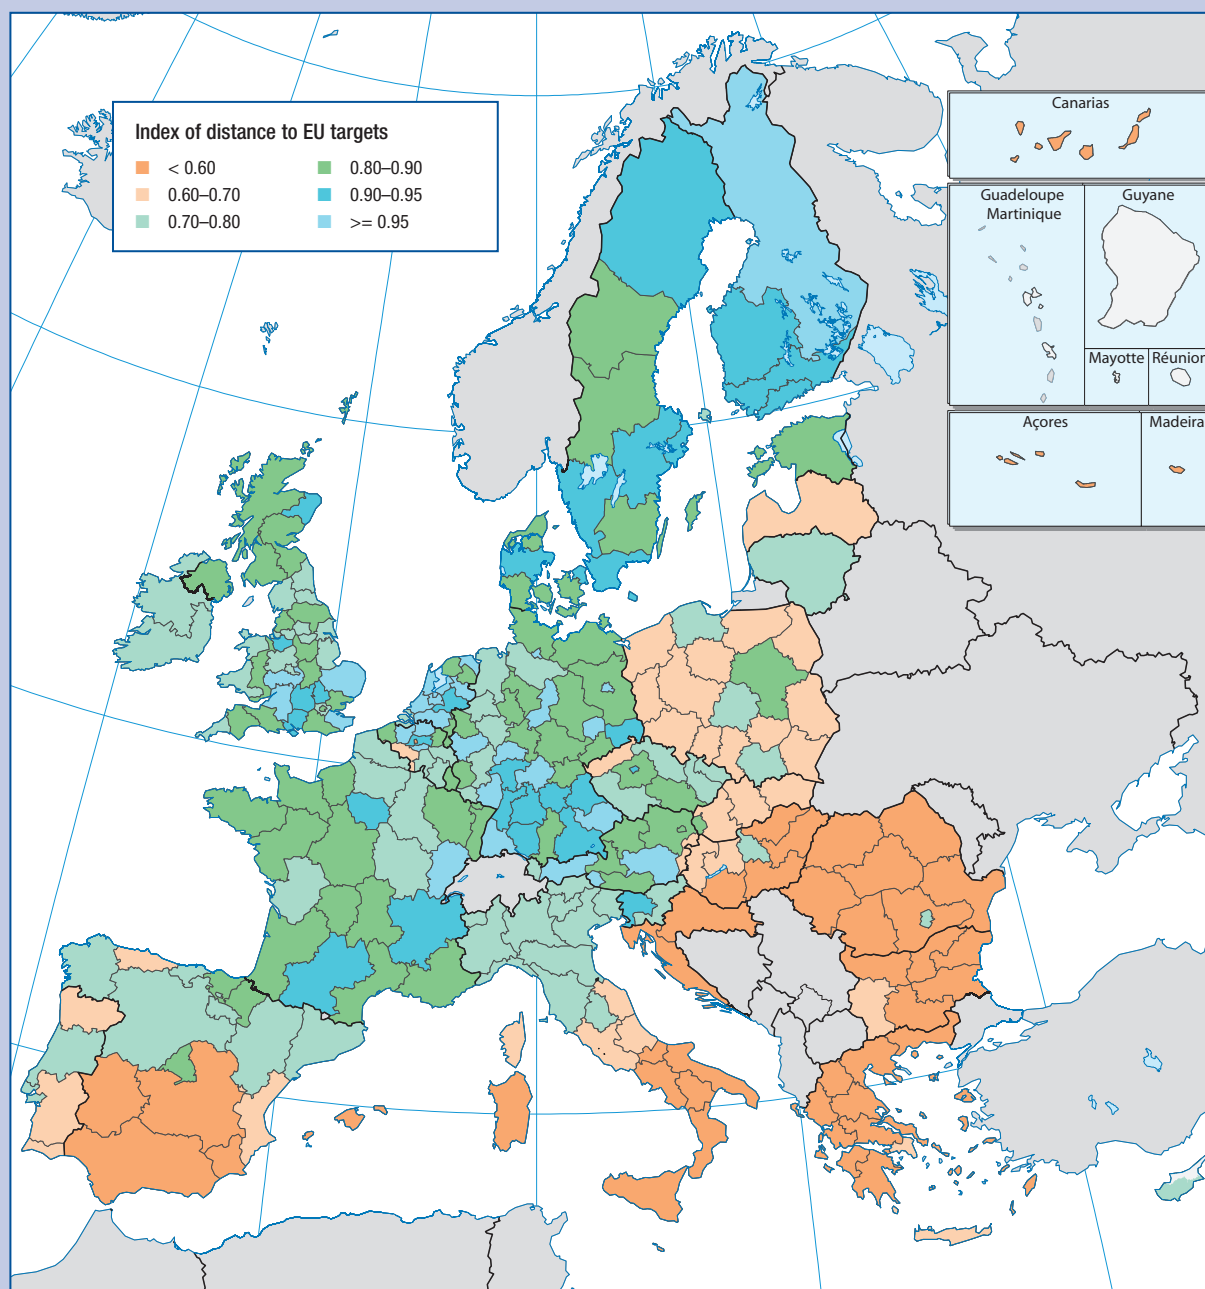 Index of distance to EU targets
< 0.60
0.60–0.70
0.70–0.80
0.80–0.90
0.90–0.95
>= 0.95
Canarias
Guadeloupe
Martinique
Guyane
Mayotte
Réunion
Açores
Madeira